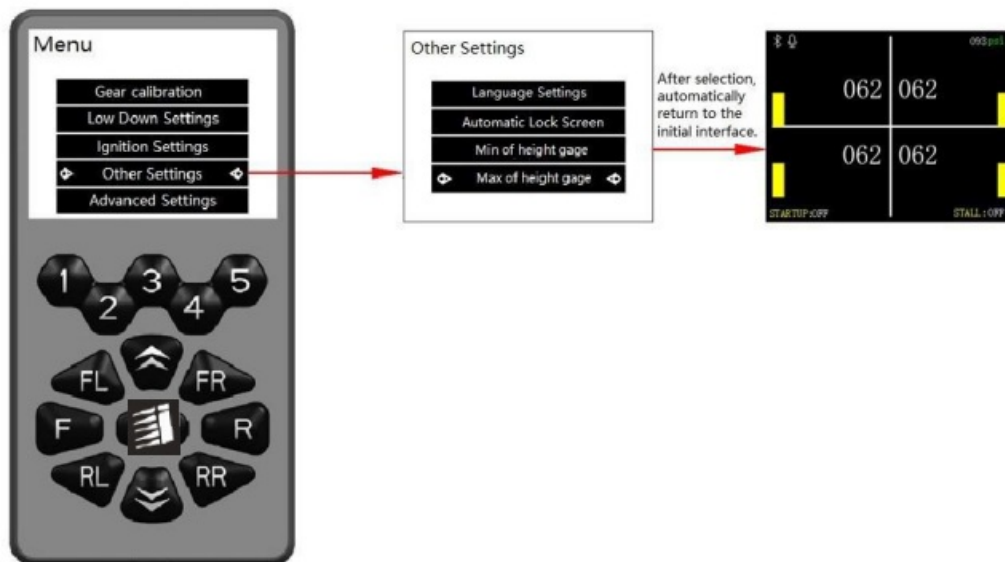 Menu
Gear calibration
Low Down Settings
Ignition Settings
Other Settings
Advanced Settings
1 2 3 4 5
FL FR
F R
RL RR
Other Settings
Language Settings
Automatic Lock Screen
Min of height gage
Max of height gage
After selection,
automatically
return to the
initial interface.
093psi
062 062
062 062
STARTUP:OFF STALL:OFF